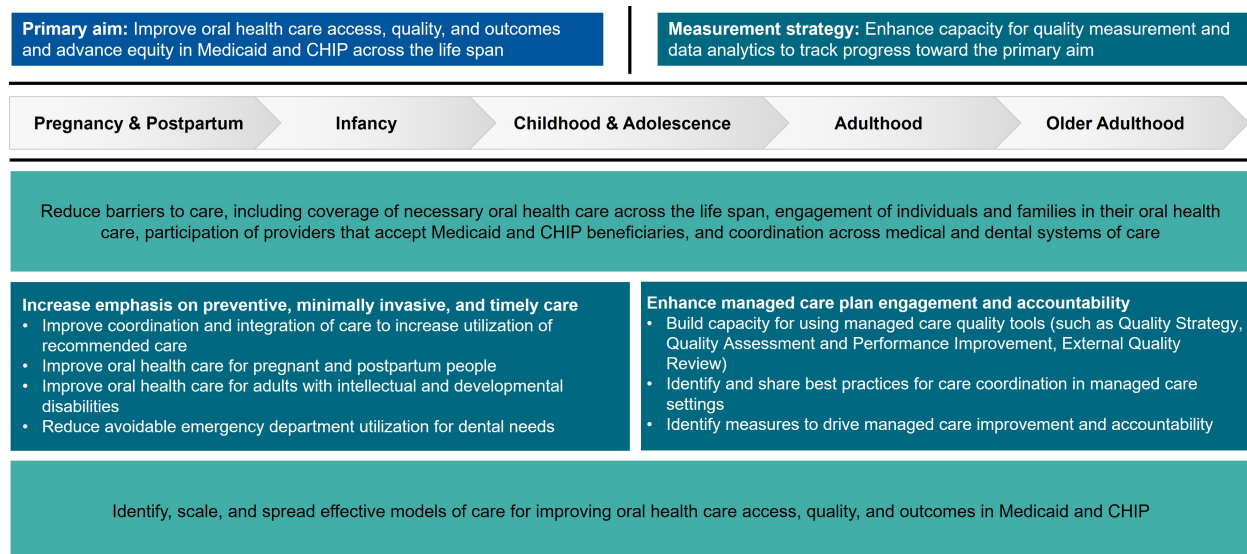 Primary aim: Improve oral health care access, quality, and outcomes
and advance equity in Medicaid and CHIP across the life span
Measurement strategy: Enhance capacity for quality measurement and
data analytics to track progress toward the primary aim
Pregnancy & Postpartum
Infancy
Childhood & Adolescence
Adulthood
Older Adulthood
Reduce barriers to care, including coverage of necessary oral health care across the life span, engagement of individuals and families in their oral health
care, participation of providers that accept Medicaid and CHIP beneficiaries, and coordination across medical and dental systems of care
Increase emphasis on preventive, minimally invasive, and timely care
• Improve coordination and integration of care to increase utilization of
recommended care
• Improve oral health care for pregnant and postpartum people
• Improve oral health care for adults with intellectual and developmental
disabilities
• Reduce avoidable emergency department utilization for dental needs
Enhance managed care plan engagement and accountability
• Build capacity for using managed care quality tools (such as Quality Strategy,
Quality Assessment and Performance Improvement, External Quality
Review)
• Identify and share best practices for care coordination in managed care
settings
• Identify measures to drive managed care improvement and accountability
Identify, scale, and spread effective models of care for improving oral health care access, quality, and outcomes in Medicaid and CHIP